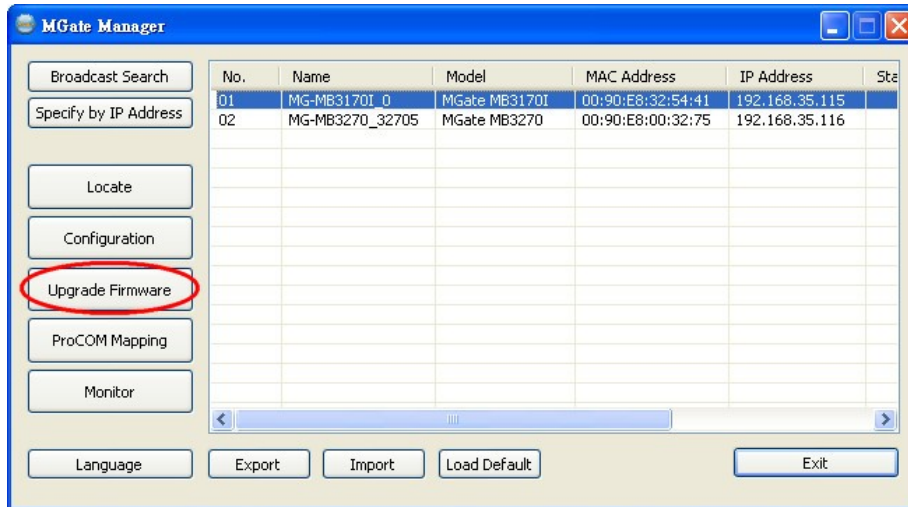 MGate Manager
Broadcast Search
Specify by IP Address
Locate
Configuration
Upgrade Firmware
ProCOM Mapping
Monitor
Language
No. Name Model MAC Address IP Address Sta
01 MG-MB3170I_0 MGate MB3170I 00:90:E8:32:54:41 192.168.35.115
02 MG-MB3270_32705 MGate MB3270 00:90:E8:00:32:75 192.168.35.116
Export Import Load Default Exit